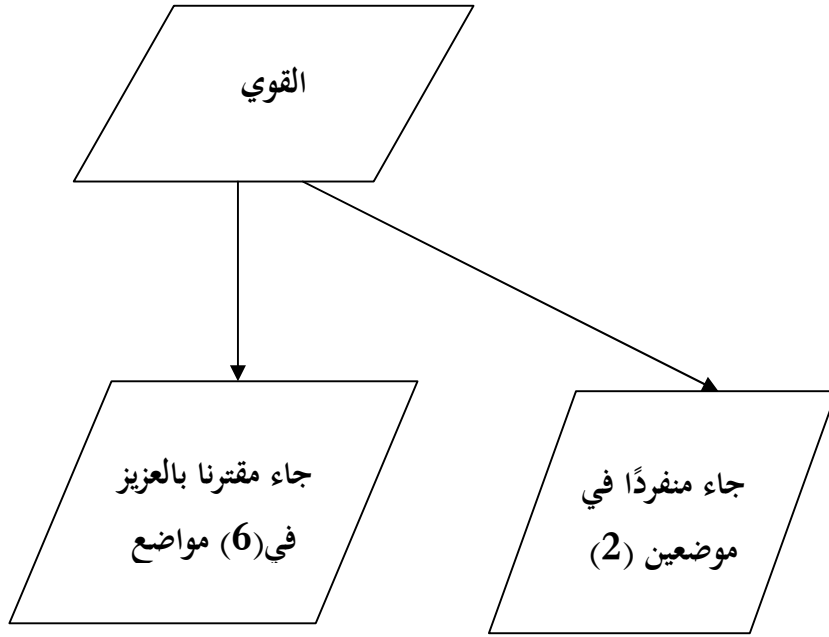 القوي
جاء منفردًا في
موضعين (2)
جاء مقترنا بالعزيز
في(6) مواضع